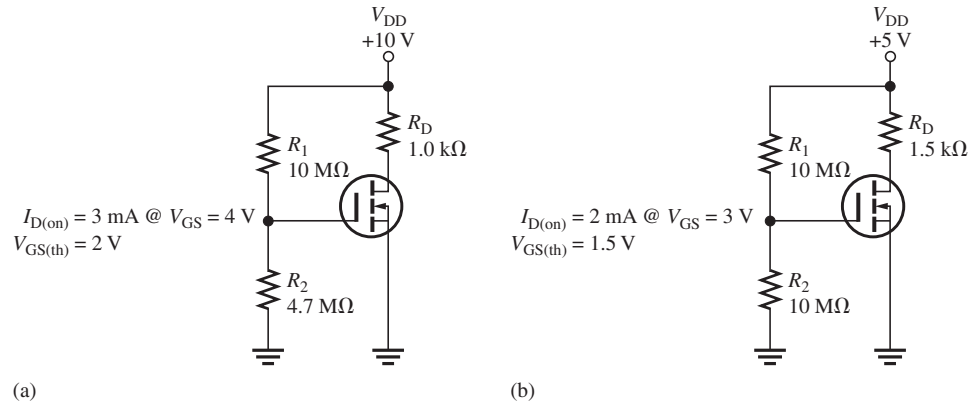 V_DD
+10 V
R_D
1.0 kΩ
R_1
10 MΩ
I_D(on) = 3 mA @ V_GS = 4 V
V_GS(th) = 2 V
R_2
4.7 MΩ
(a)
V_DD
+5 V
R_D
1.5 kΩ
R_1
10 MΩ
I_D(on) = 2 mA @ V_GS = 3 V
V_GS(th) = 1.5 V
R_2
10 MΩ
(b)